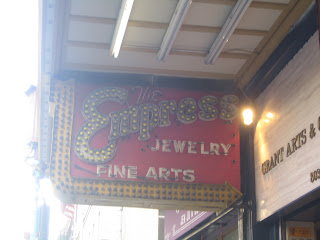 The
Empress
JEWELRY
FINE ARTS
GRANT ARTS &